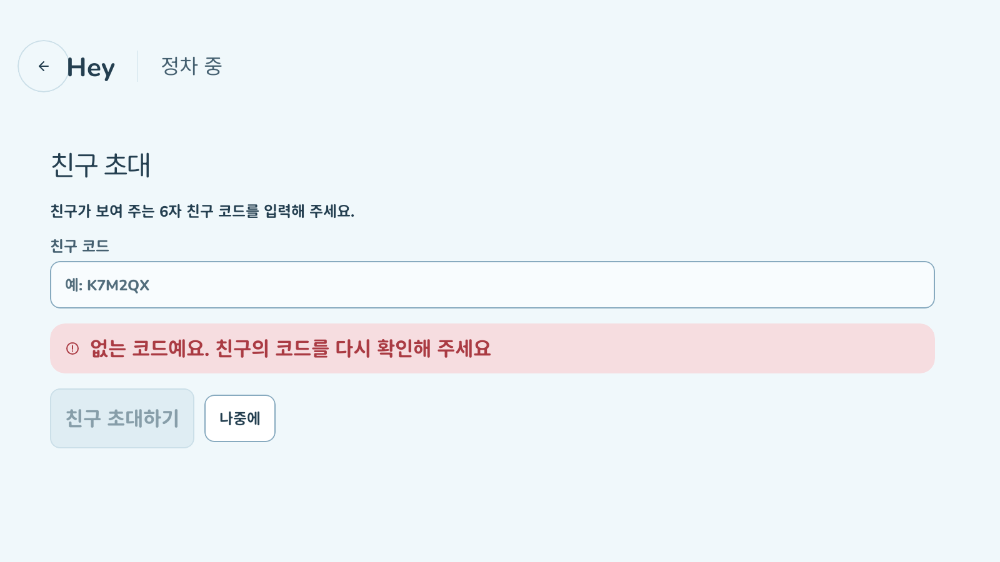 Hey
정차 중
친구 초대
친구가 보여 주는 6자 친구 코드를 입력해 주세요.
친구 코드
예: K7M2QX
없는 코드예요. 친구의 코드를 다시 확인해 주세요
친구 초대하기
나중에